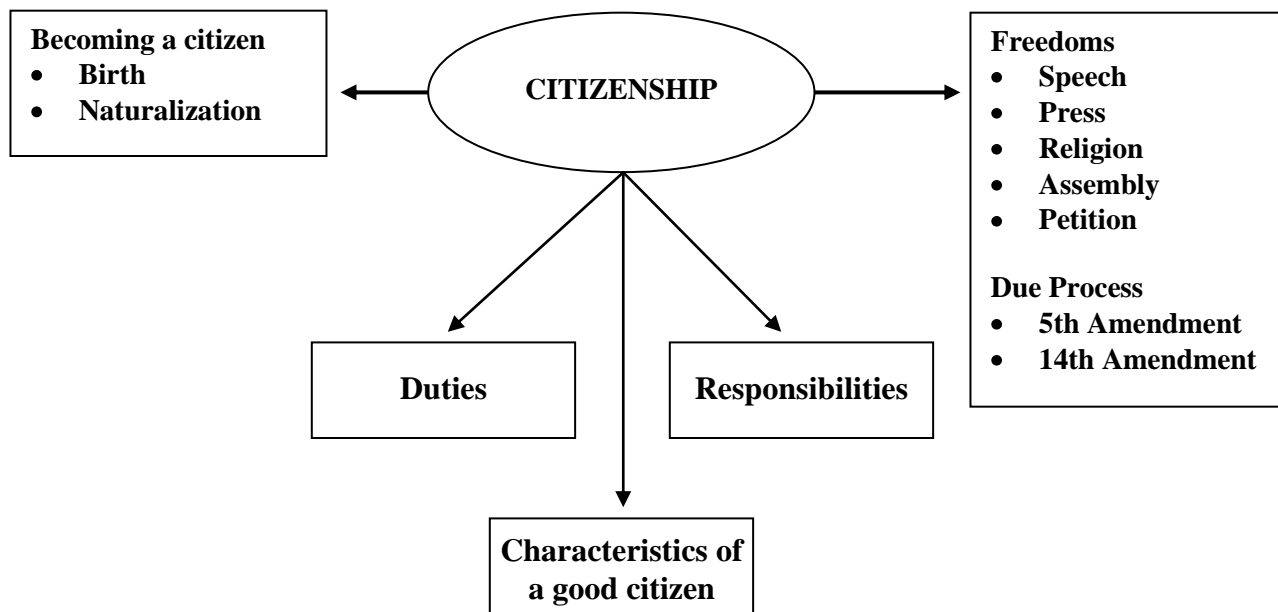 Becoming a citizen
• Birth
• Naturalization
CITIZENSHIP
Freedoms
• Speech
• Press
• Religion
• Assembly
• Petition
Due Process
• 5th Amendment
• 14th Amendment
Duties
Responsibilities
Characteristics of
a good citizen